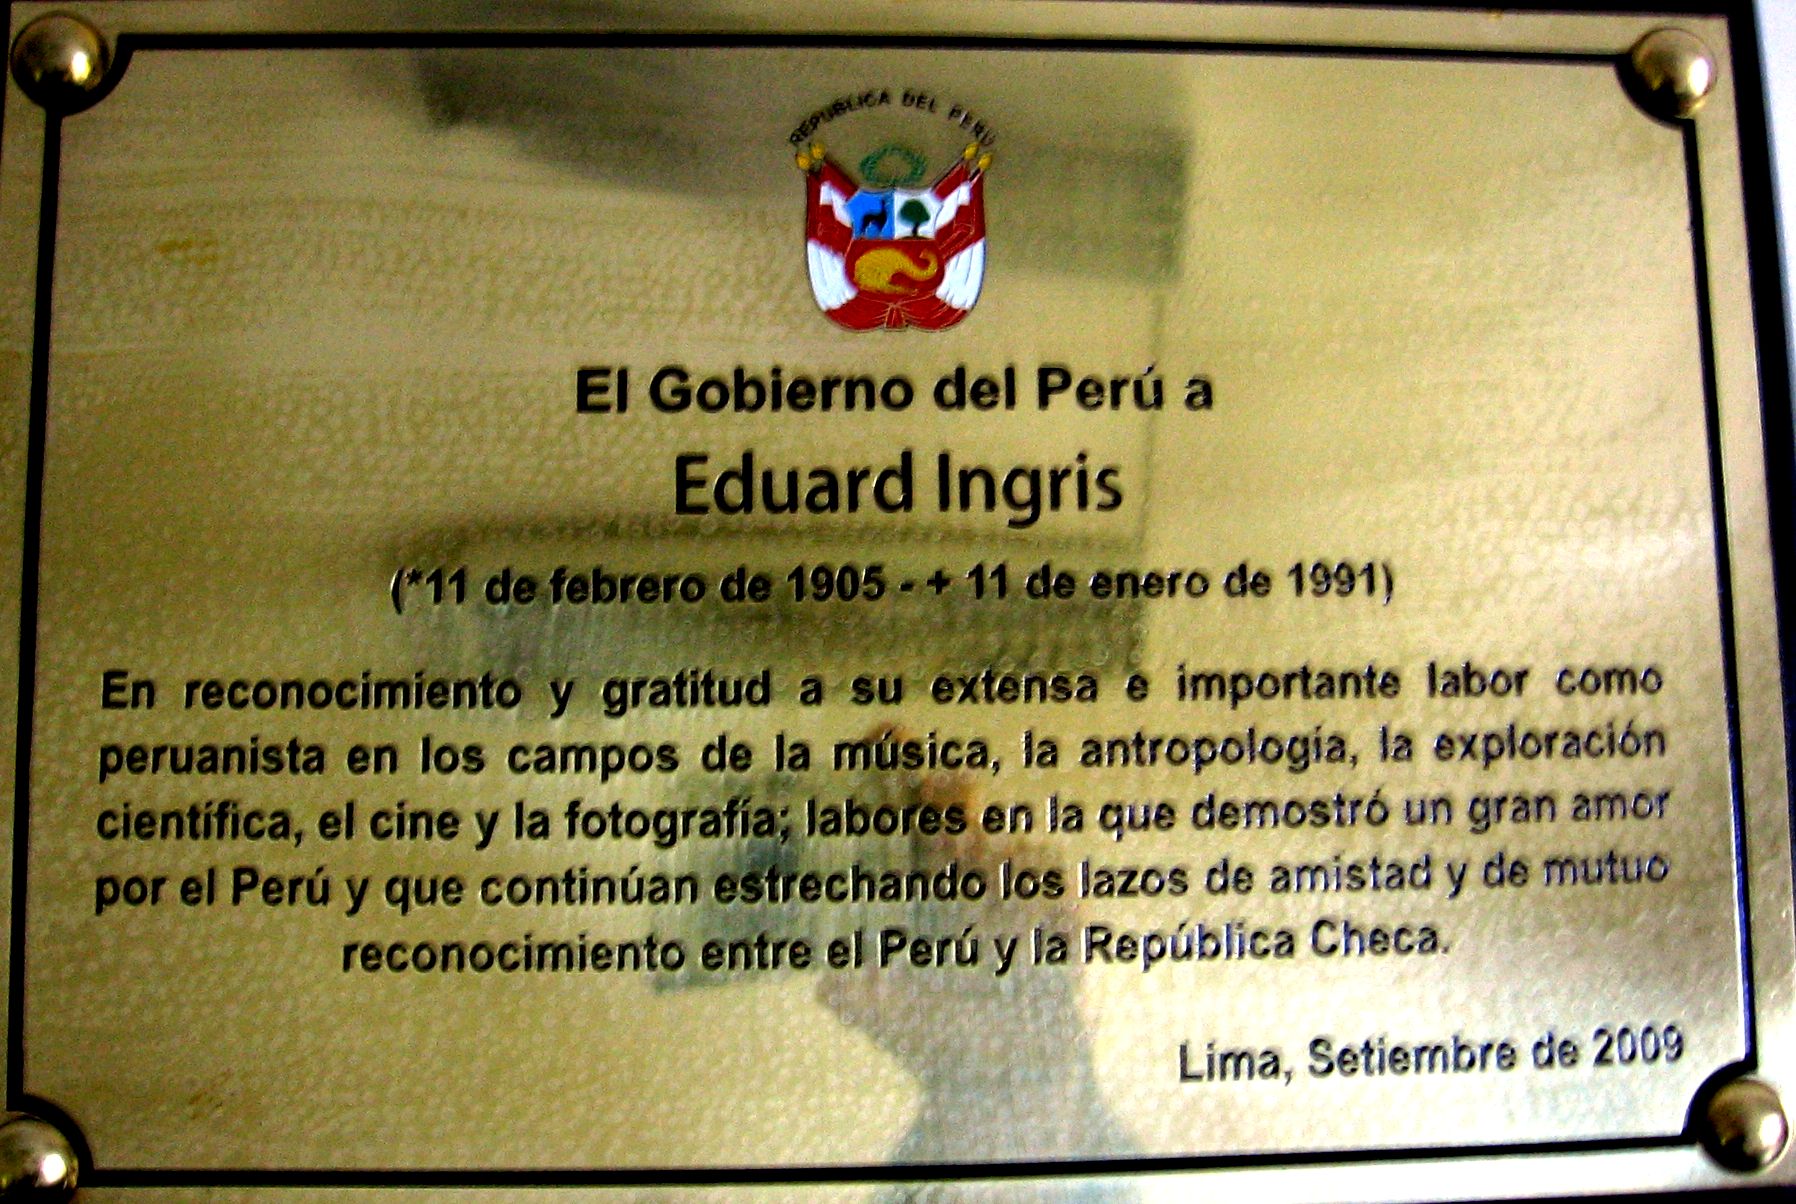 REPUBLICA DEL PERÚ
El Gobierno del Perú a
Eduard Ingris
(*11 de febrero de 1905 - + 11 de enero de 1991)
En reconocimiento y gratitud a su extensa e importante labor como
peruanista en los campos de la música, la antropología, la exploración
científica, el cine y la fotografía; labores en la que demostró un gran amor
por el Perú y que continúan estrechando los lazos de amistad y de mutuo
reconocimiento entre el Perú y la República Checa.
Lima, Setiembre de 2009